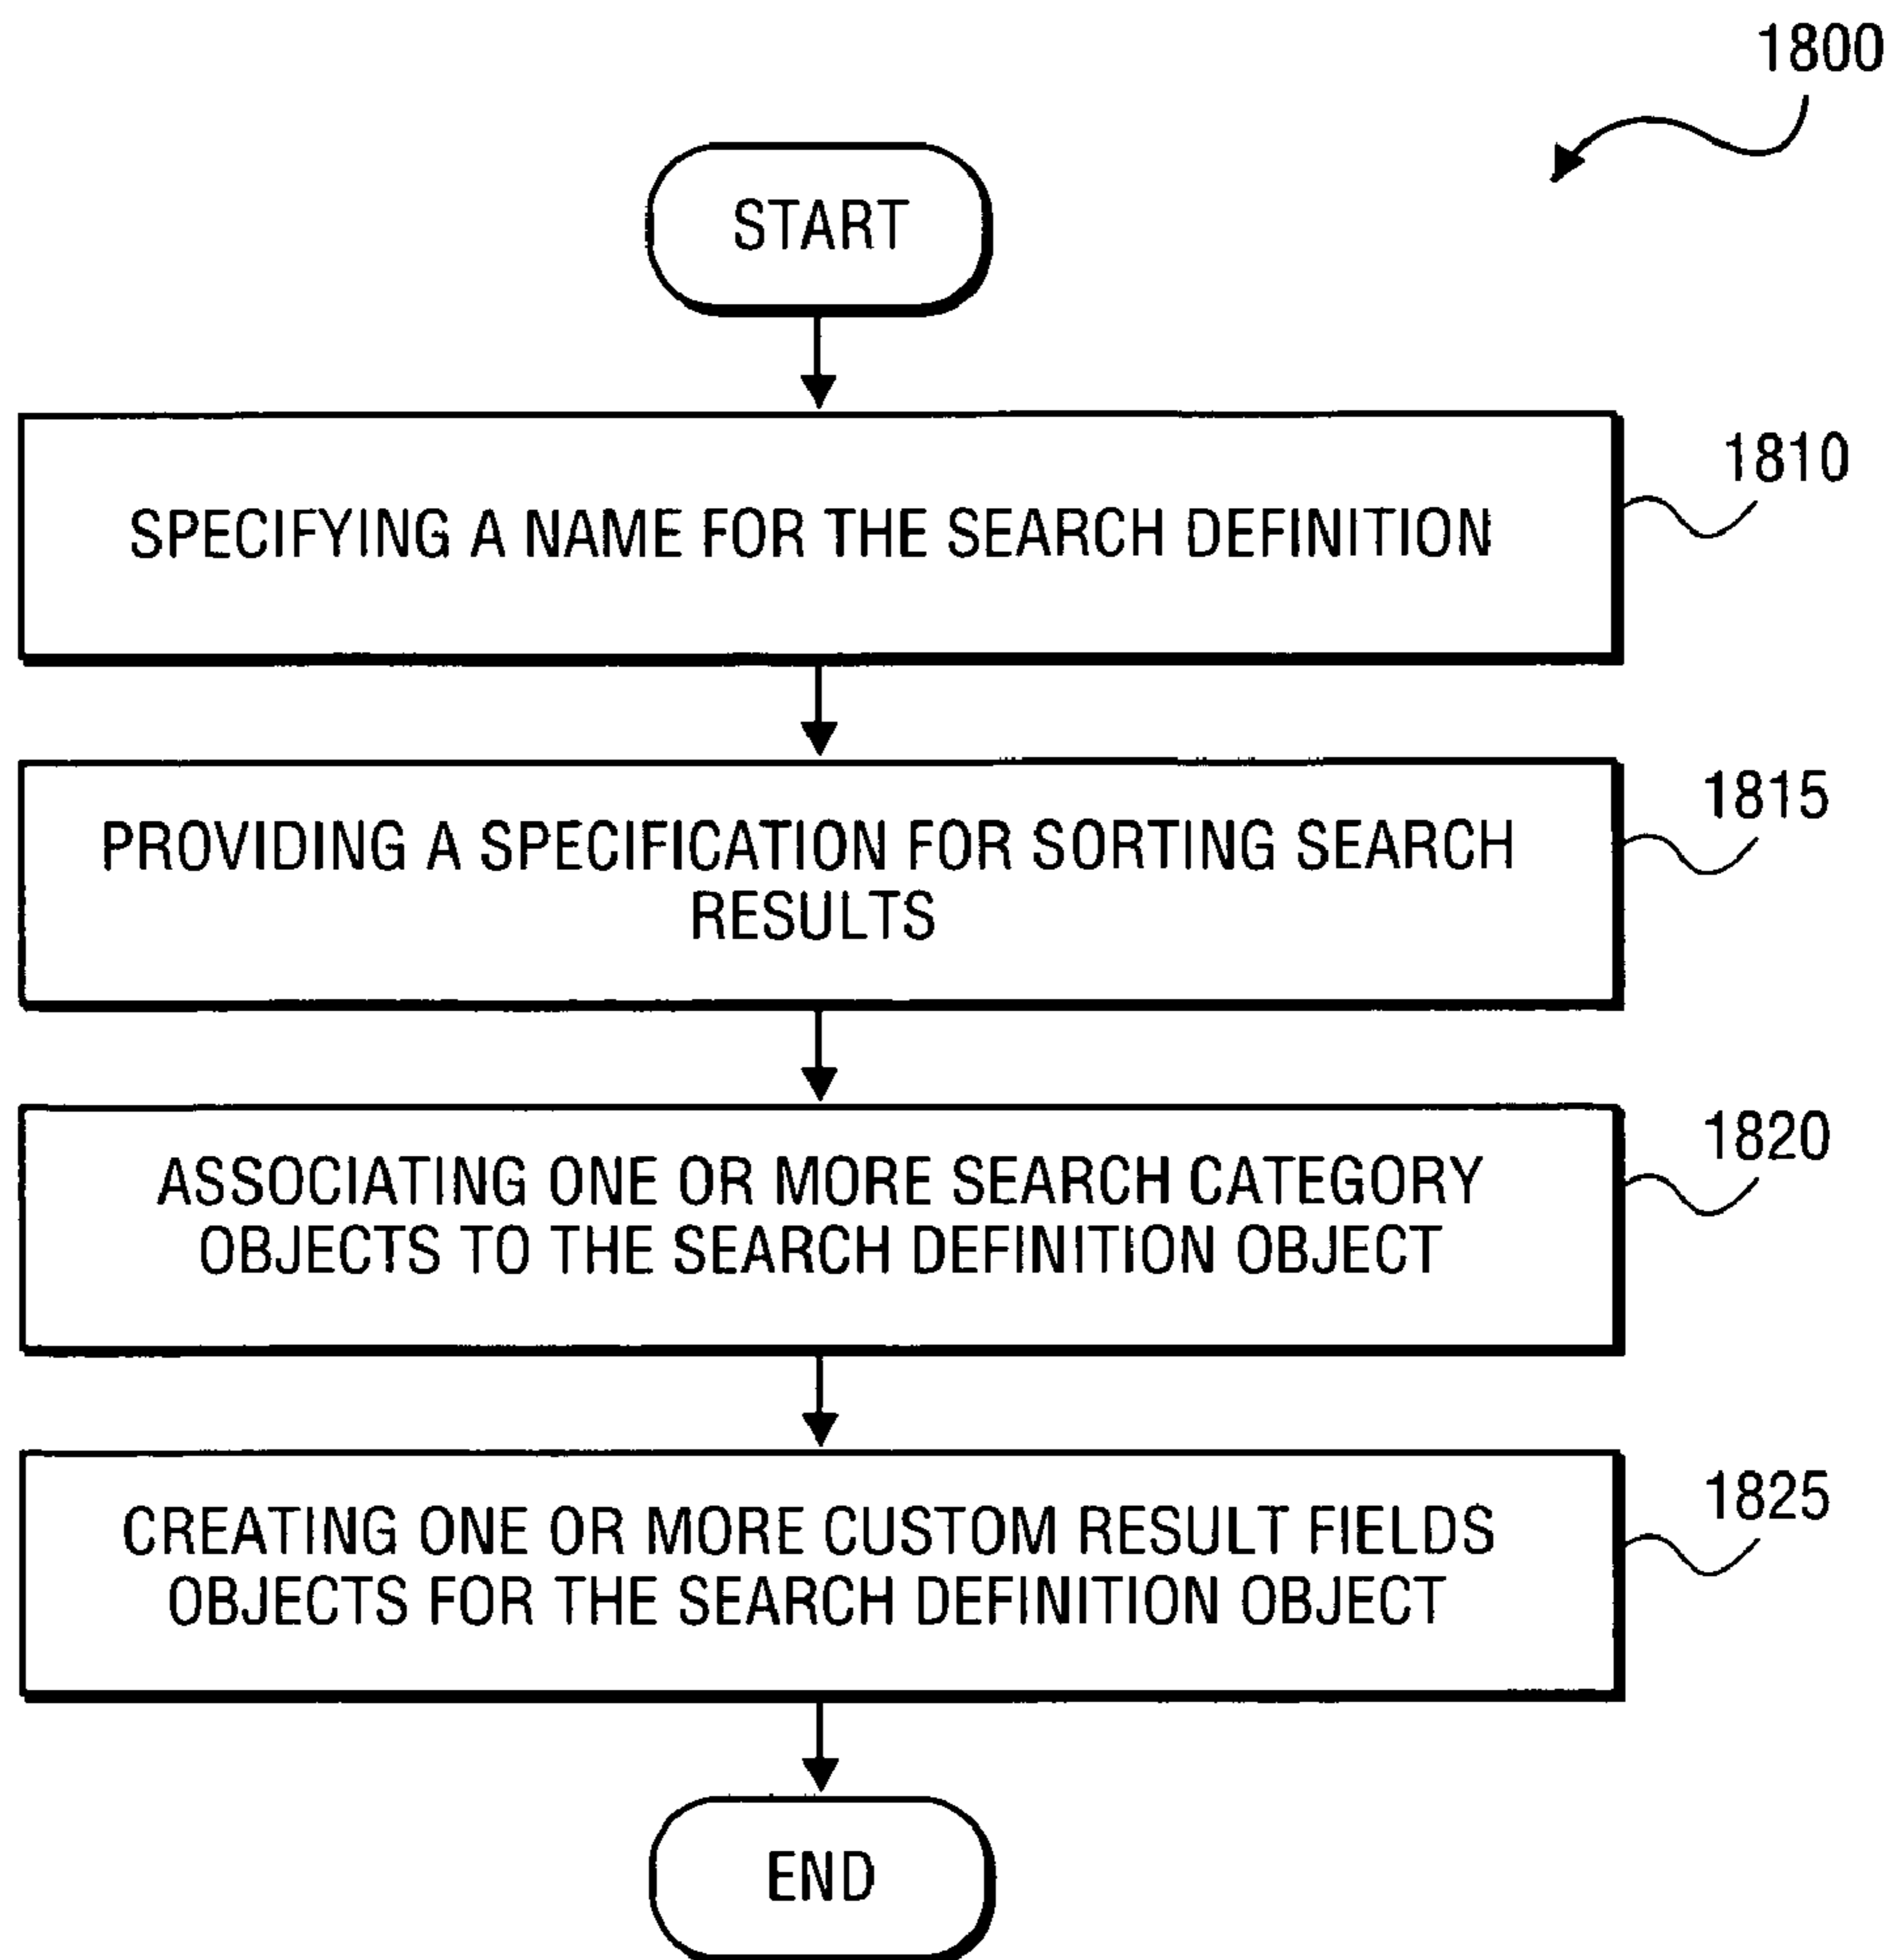 1800
START
SPECIFYING A NAME FOR THE SEARCH DEFINITION
1810
PROVIDING A SPECIFICATION FOR SORTING SEARCH
RESULTS
1815
ASSOCIATING ONE OR MORE SEARCH CATEGORY
OBJECTS TO THE SEARCH DEFINITION OBJECT
1820
CREATING ONE OR MORE CUSTOM RESULT FIELDS
OBJECTS FOR THE SEARCH DEFINITION OBJECT
1825
END